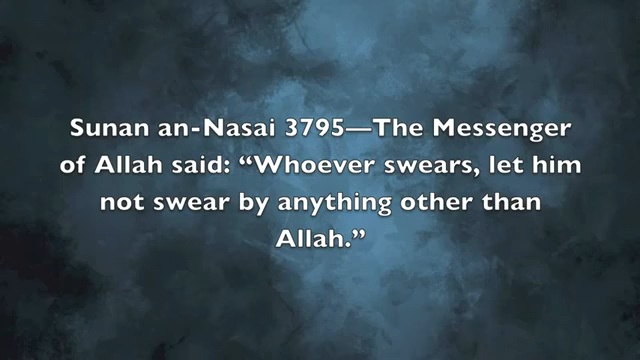 Sunan an-Nasai 3795—The Messenger
of Allah said: “Whoever swears, let him
not swear by anything other than
Allah.”